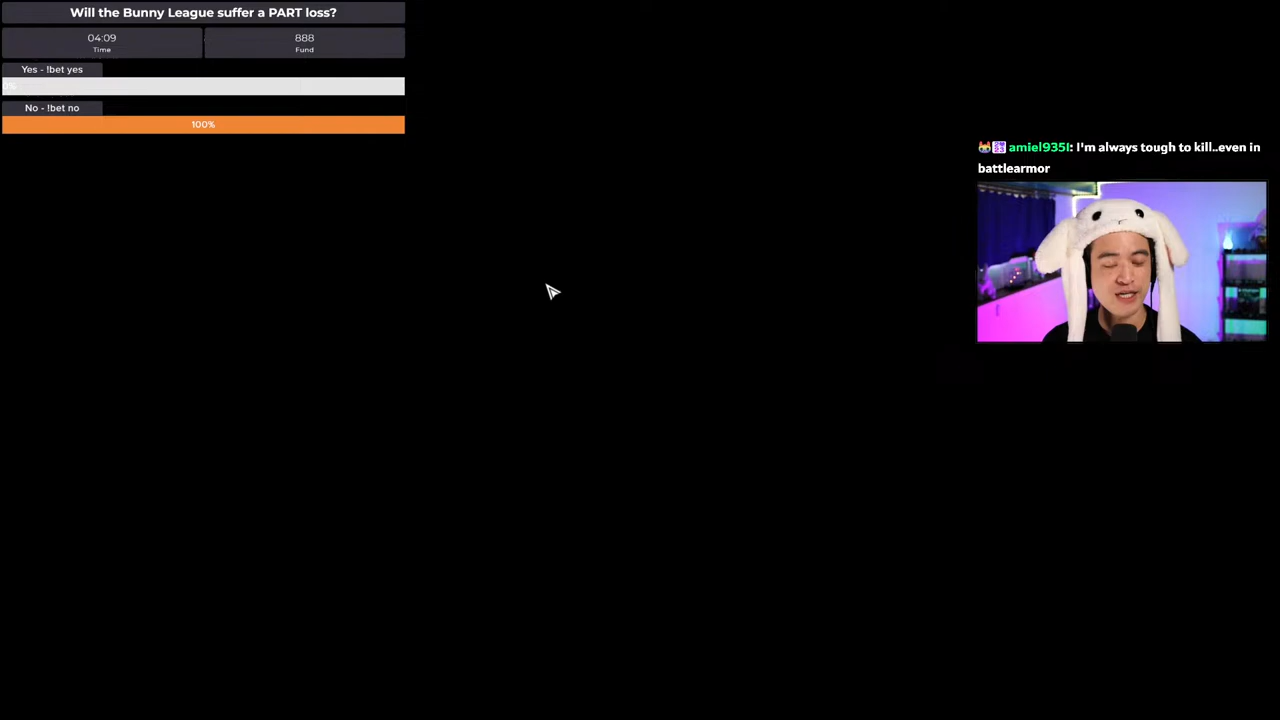 Will the Bunny League suffer a PART loss?
04:09
Time
888
Fund
Yes - !bet yes
0%
No - !bet no
100%
amiel935l: I'm always tough to kill..even in
battlearmor